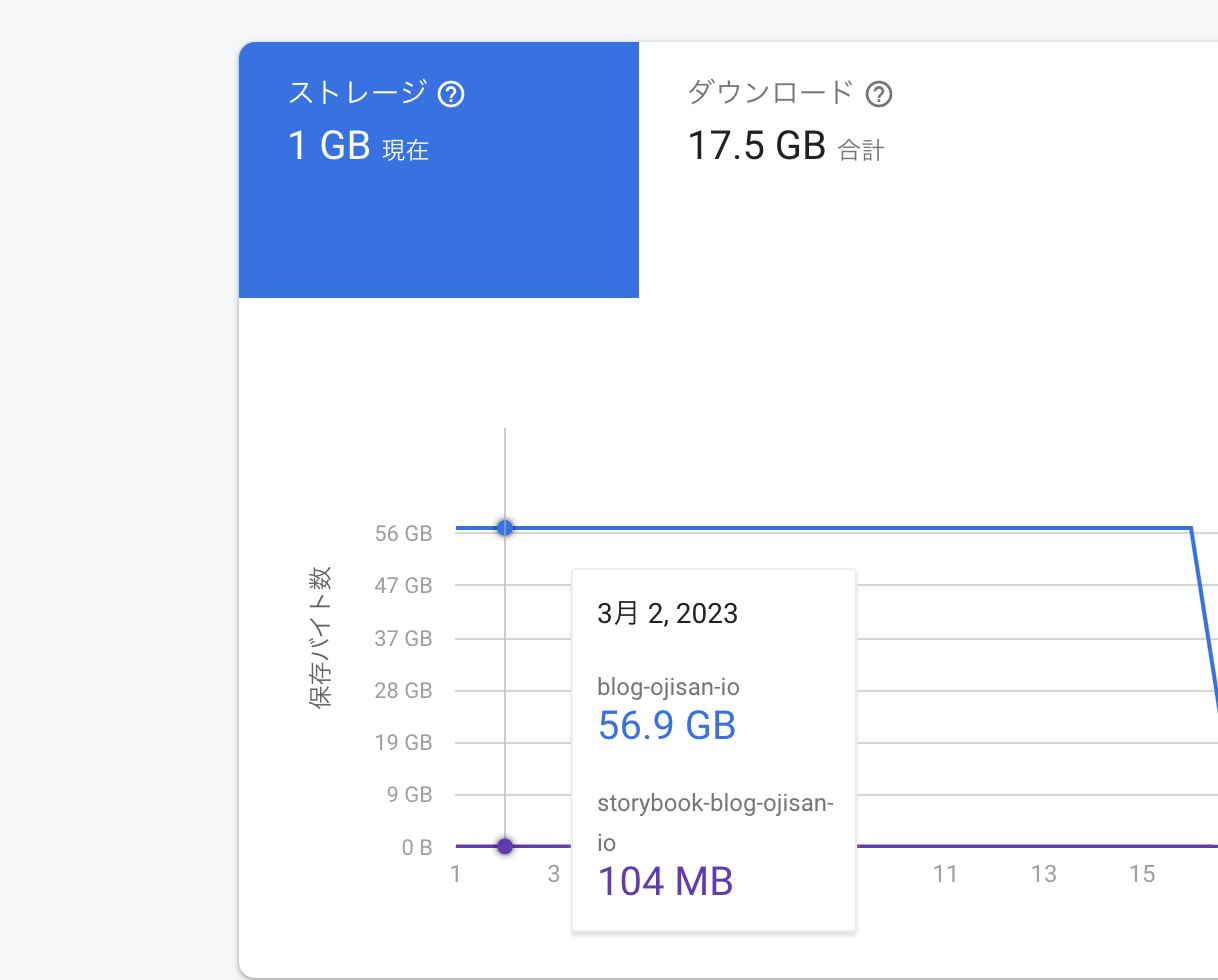 ストレージ
1 GB 現在
ダウンロード
17.5 GB 合計
保存バイト数
56 GB
47 GB
37 GB
28 GB
19 GB
9 GB
0 B
1 3 11 13 15
3月 2, 2023
blog-ojisan-io
56.9 GB
storybook-blog-ojisan-
io
104 MB